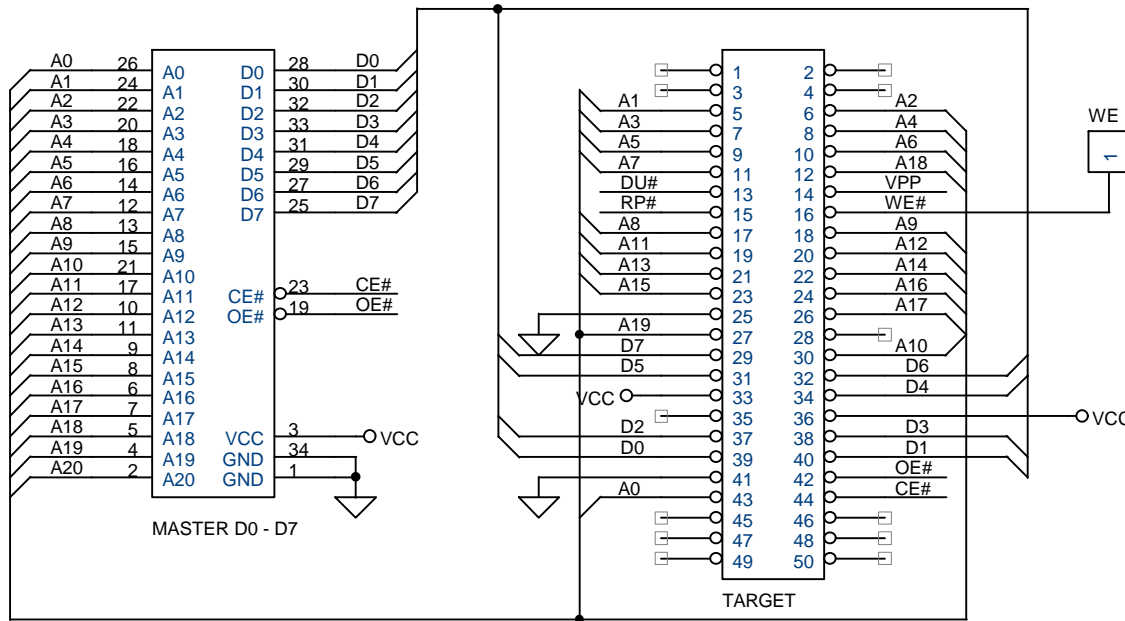 A0 26 A0 D0 28 D0
A1 24 A1 D1 30 D1
A2 22 A2 D2 32 D2
A3 20 A3 D3 33 D3
A4 18 A4 D4 31 D4
A5 16 A5 D5 29 D5
A6 14 A6 D6 27 D6
A7 12 A7 D7 25 D7
A8 13 A8
A9 15 A9
A10 21 A10
A11 17 A11 CE# 23 CE#
A12 10 A12 OE# 19 OE#
A13 11 A13
A14 9 A14
A15 8 A15
A16 6 A16
A17 7 A17
A18 5 A18 VCC 3 VCC
A19 4 A19 GND 34
A20 2 A20 GND 1
MASTER D0 - D7
1 2
3 4
A1 5 6 A2
A3 7 8 A4
A5 9 10 A6
A7 11 12 A18
DU# 13 14 VPP
RP# 15 16 WE#
A8 17 18 A9
A11 19 20 A12
A13 21 22 A14
A15 23 24 A16
25 26 A17
A19 27 28
D7 29 30 A10
D5 31 32 D6
VCC 33 34 D4
35 36 VCC
D2 37 38 D3
D0 39 40 D1
41 42 OE#
A0 43 44 CE#
45 46
47 48
49 50
TARGET
WE
1